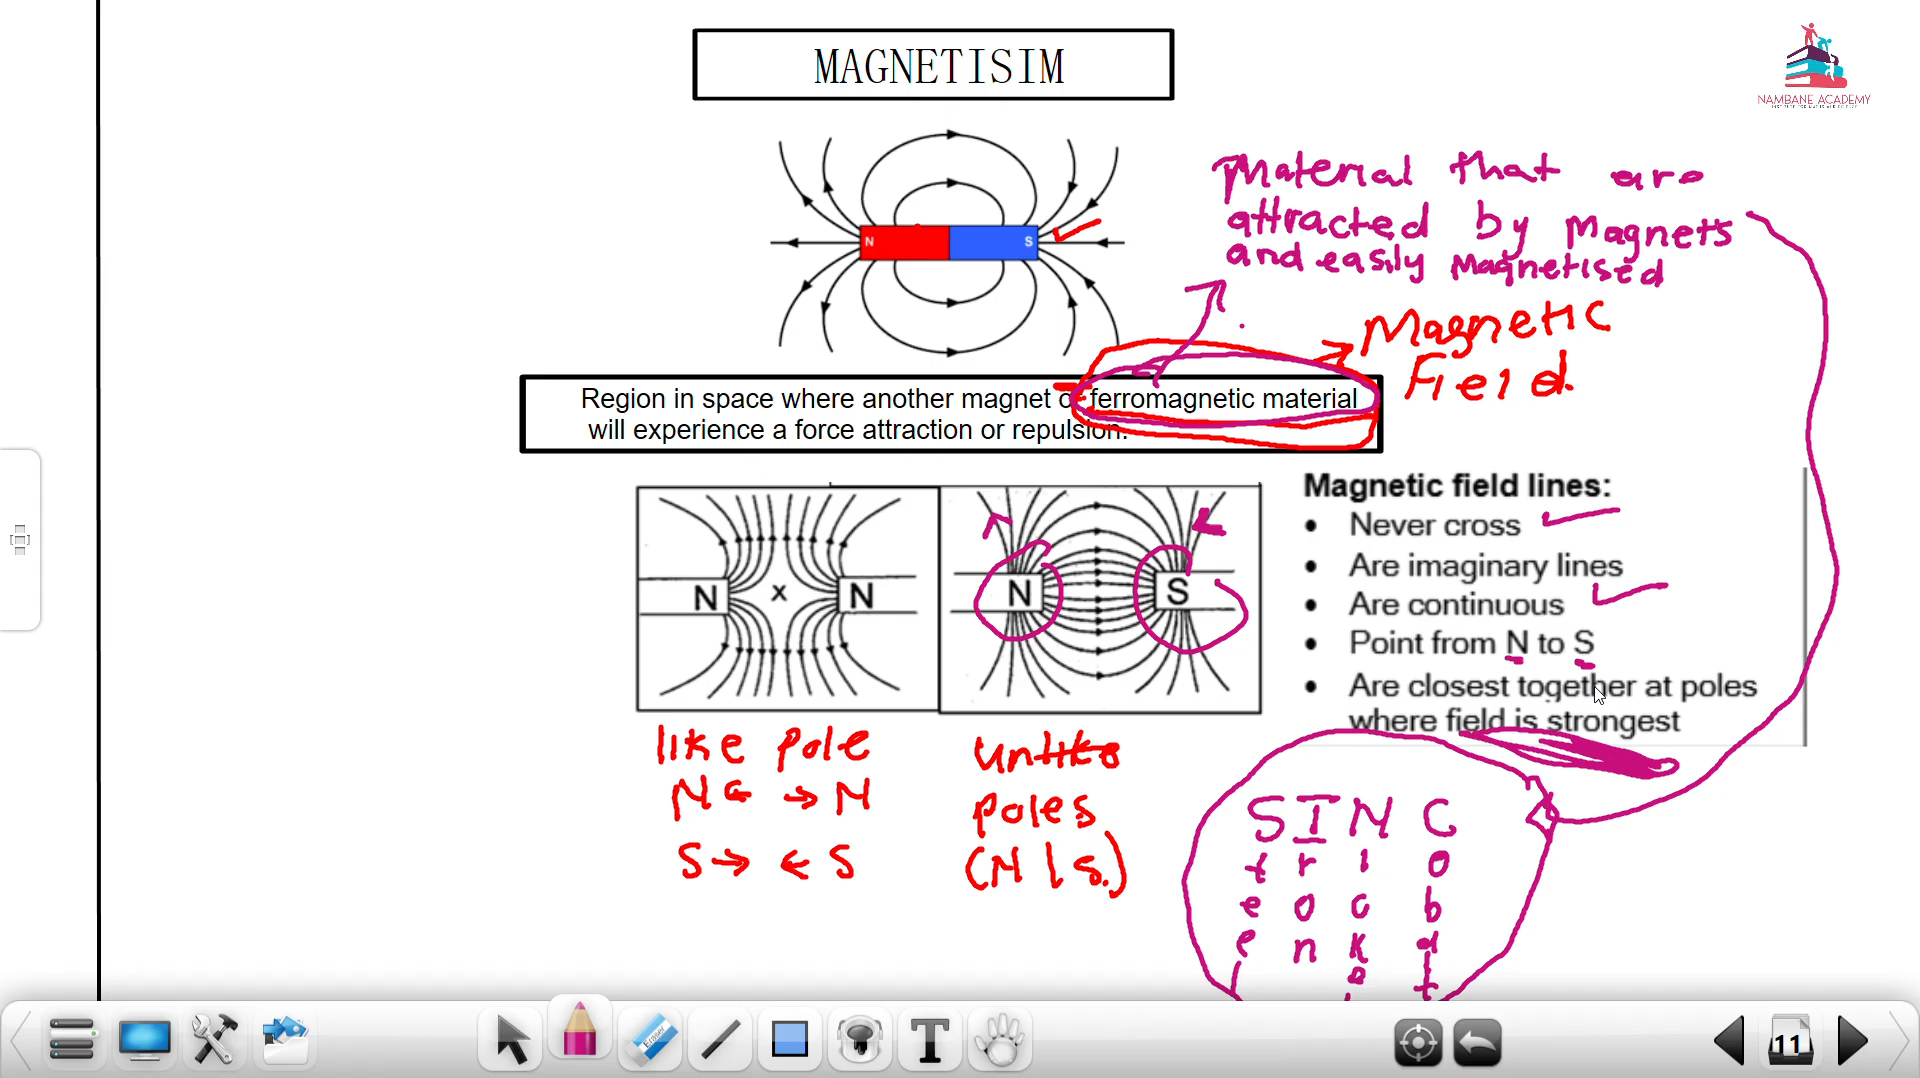 MAGNETISIM
NAMBANE ACADEMY
N
S
Material that are
attracted by Magnets
and easily Magnetised
Magnetic
Field.
Region in space where another magnet or ferromagnetic material
will experience a force attraction or repulsion.
N x N
N S
Magnetic field lines:
• Never cross
• Are imaginary lines
• Are continuous
• Point from N to S
• Are closest together at poles
where field is strongest
like pole
N ← → N
S → ← S
unlike
poles
(N | S.)
S I N C
t r i o
e o c b
e n k a
l e l t
Eraser
T
11